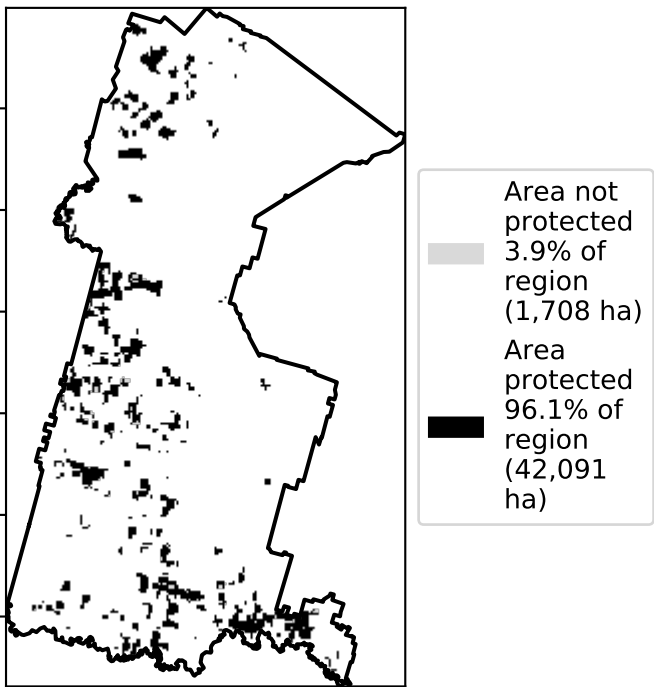 Area not
protected
3.9% of
region
(1,708 ha)
Area
protected
96.1% of
region
(42,091
ha)